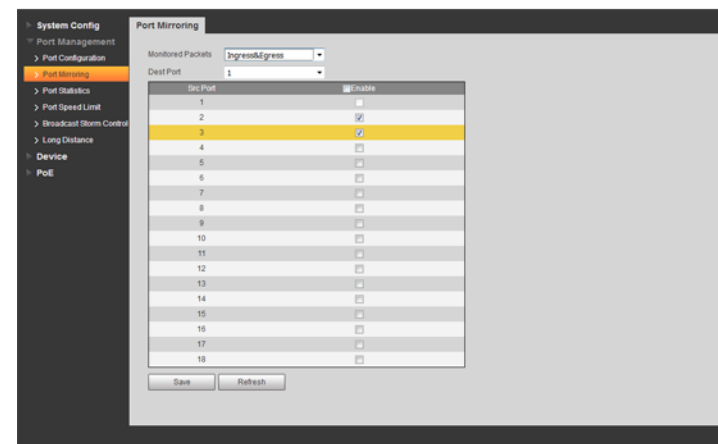 System Config
Port Management
Port Configuration
Port Mirroring
Port Statistics
Port Speed Limit
Broadcast Storm Control
Long Distance
Device
PoE
Port Mirroring
Monitored Packets Ingress&Egress
Dest Port 1
Src Port Enable
1
2
3
4
5
6
7
8
9
10
11
12
13
14
15
16
17
18
Save Refresh